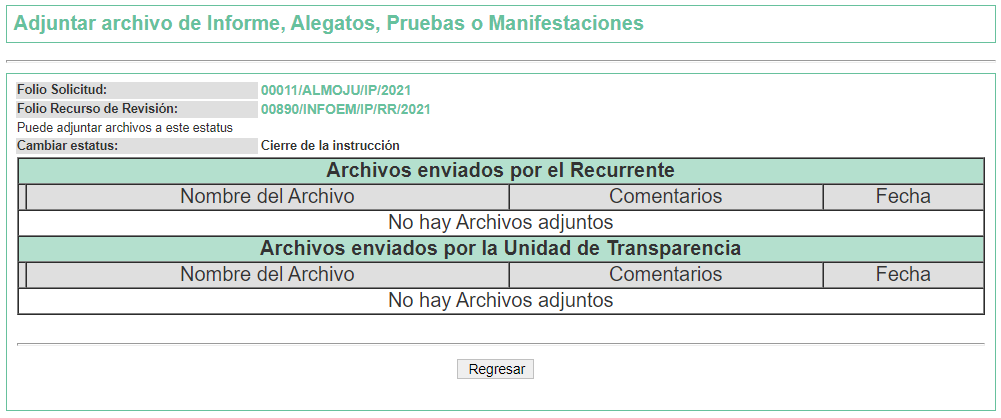 Adjuntar archivo de Informe, Alegatos, Pruebas o Manifestaciones
Folio Solicitud: 00011/ALMOJU/IP/2021
Folio Recurso de Revisión: 00890/INFOEM/IP/RR/2021
Puede adjuntar archivos a este estatus
Cambiar estatus: Cierre de la instrucción
Archivos enviados por el Recurrente
Nombre del Archivo Comentarios Fecha
No hay Archivos adjuntos
Archivos enviados por la Unidad de Transparencia
Nombre del Archivo Comentarios Fecha
No hay Archivos adjuntos
Regresar